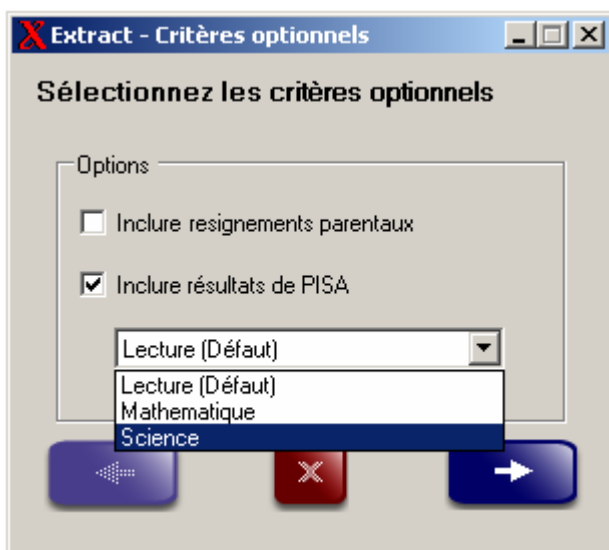 Extract - Critères optionnels
Sélectionnez les critères optionnels
Options
Inclure resignements parentaux
Inclure résultats de PISA
Lecture (Défaut)
Lecture (Défaut)
Mathematique
Science